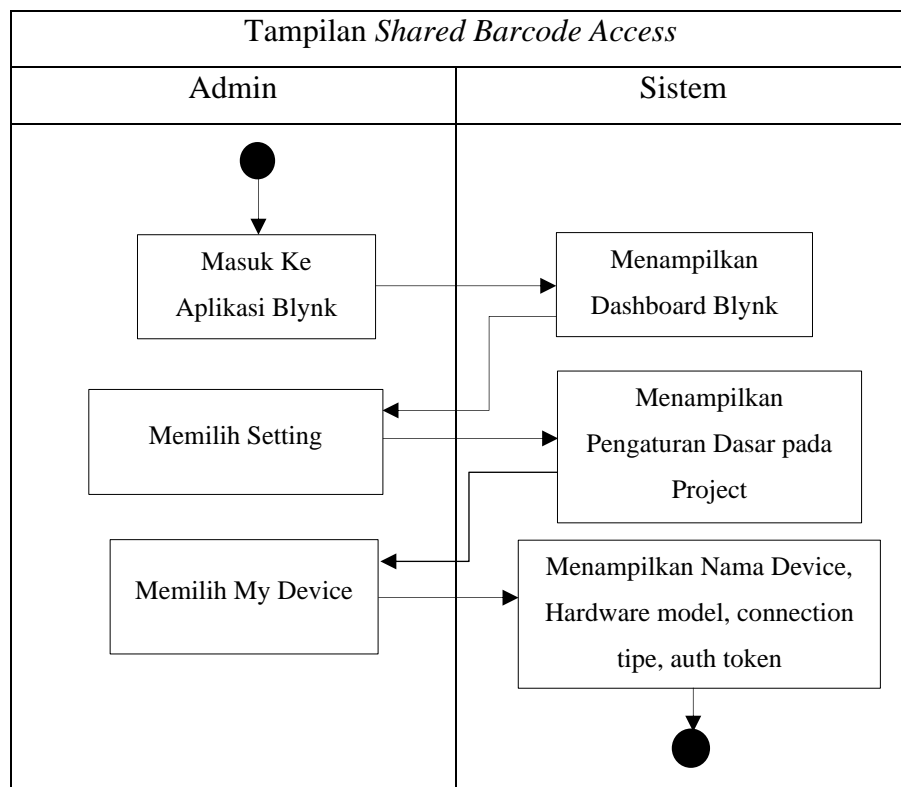 Tampilan Shared Barcode Access
Admin
Sistem
Masuk Ke
Aplikasi Blynk
Menampilkan
Dashboard Blynk
Memilih Setting
Menampilkan
Pengaturan Dasar pada
Project
Memilih My Device
Menampilkan Nama Device,
Hardware model, connection
tipe, auth token